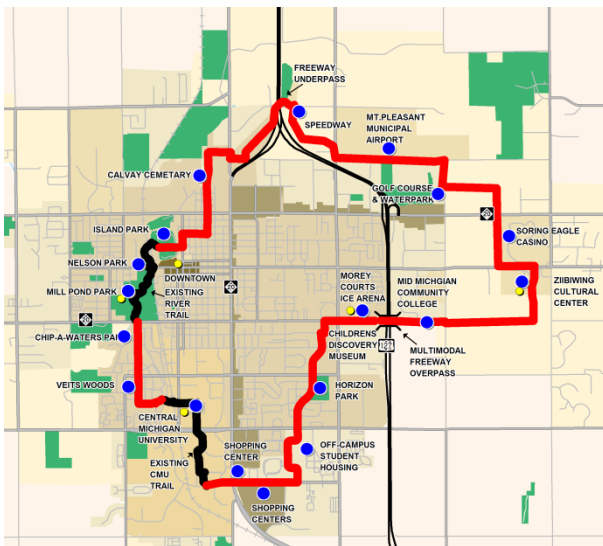 FREEWAY
UNDERPASS
SPEEDWAY
MT.PLEASANT
MUNICIPAL
AIRPORT
CALVAY CEMETARY
GOLF COURSE
& WATERPARK
ISLAND PARK
SORING EAGLE
CASINO
NELSON PARK
MILL POND PARK
DOWNTOWN
EXISTING
RIVER
TRAIL
MOREY
COURTS
ICE ARENA
MID MICHGIAN
COMMUNITY
COLLEGE
ZIIBIWING
CULTURAL
CENTER
CHIP-A-WATERS PA
CHILDRENS
DISCOVERY
MUSEUM
127
MULTIMODAL
FREEWAY
OVERPASS
VEITS WOODS
HORIZON
PARK
CENTRAL
MICHIGAN
UNIVERSITY
EXISTING
CMU
TRAIL
SHOPPING
CENTER
OFF-CAMPUS
STUDENT
HOUSING
SHOPPING
CENTERS